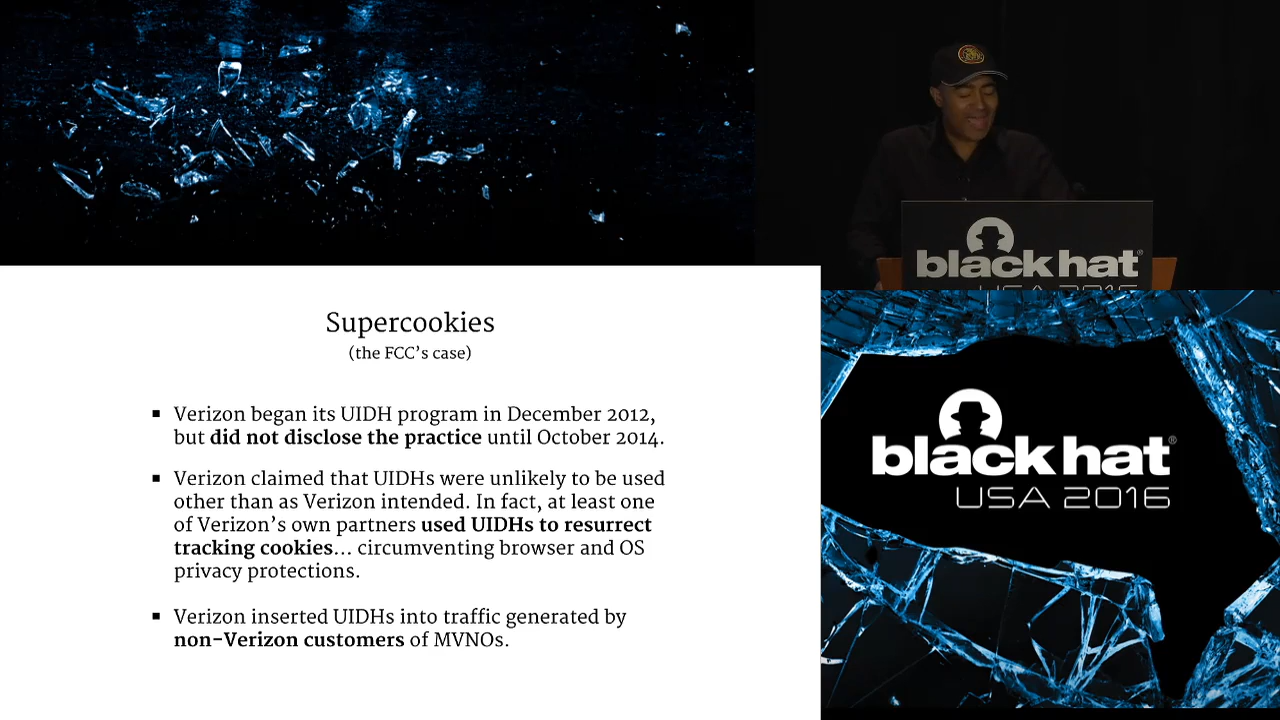 black hat®
USA 2016
Supercookies
(the FCC’s case)
▪ Verizon began its UIDH program in December 2012,
but did not disclose the practice until October 2014.
▪ Verizon claimed that UIDHs were unlikely to be used
other than as Verizon intended. In fact, at least one
of Verizon’s own partners used UIDHs to resurrect
tracking cookies… circumventing browser and OS
privacy protections.
▪ Verizon inserted UIDHs into traffic generated by
non-Verizon customers of MVNOs.
black hat®
USA 2016